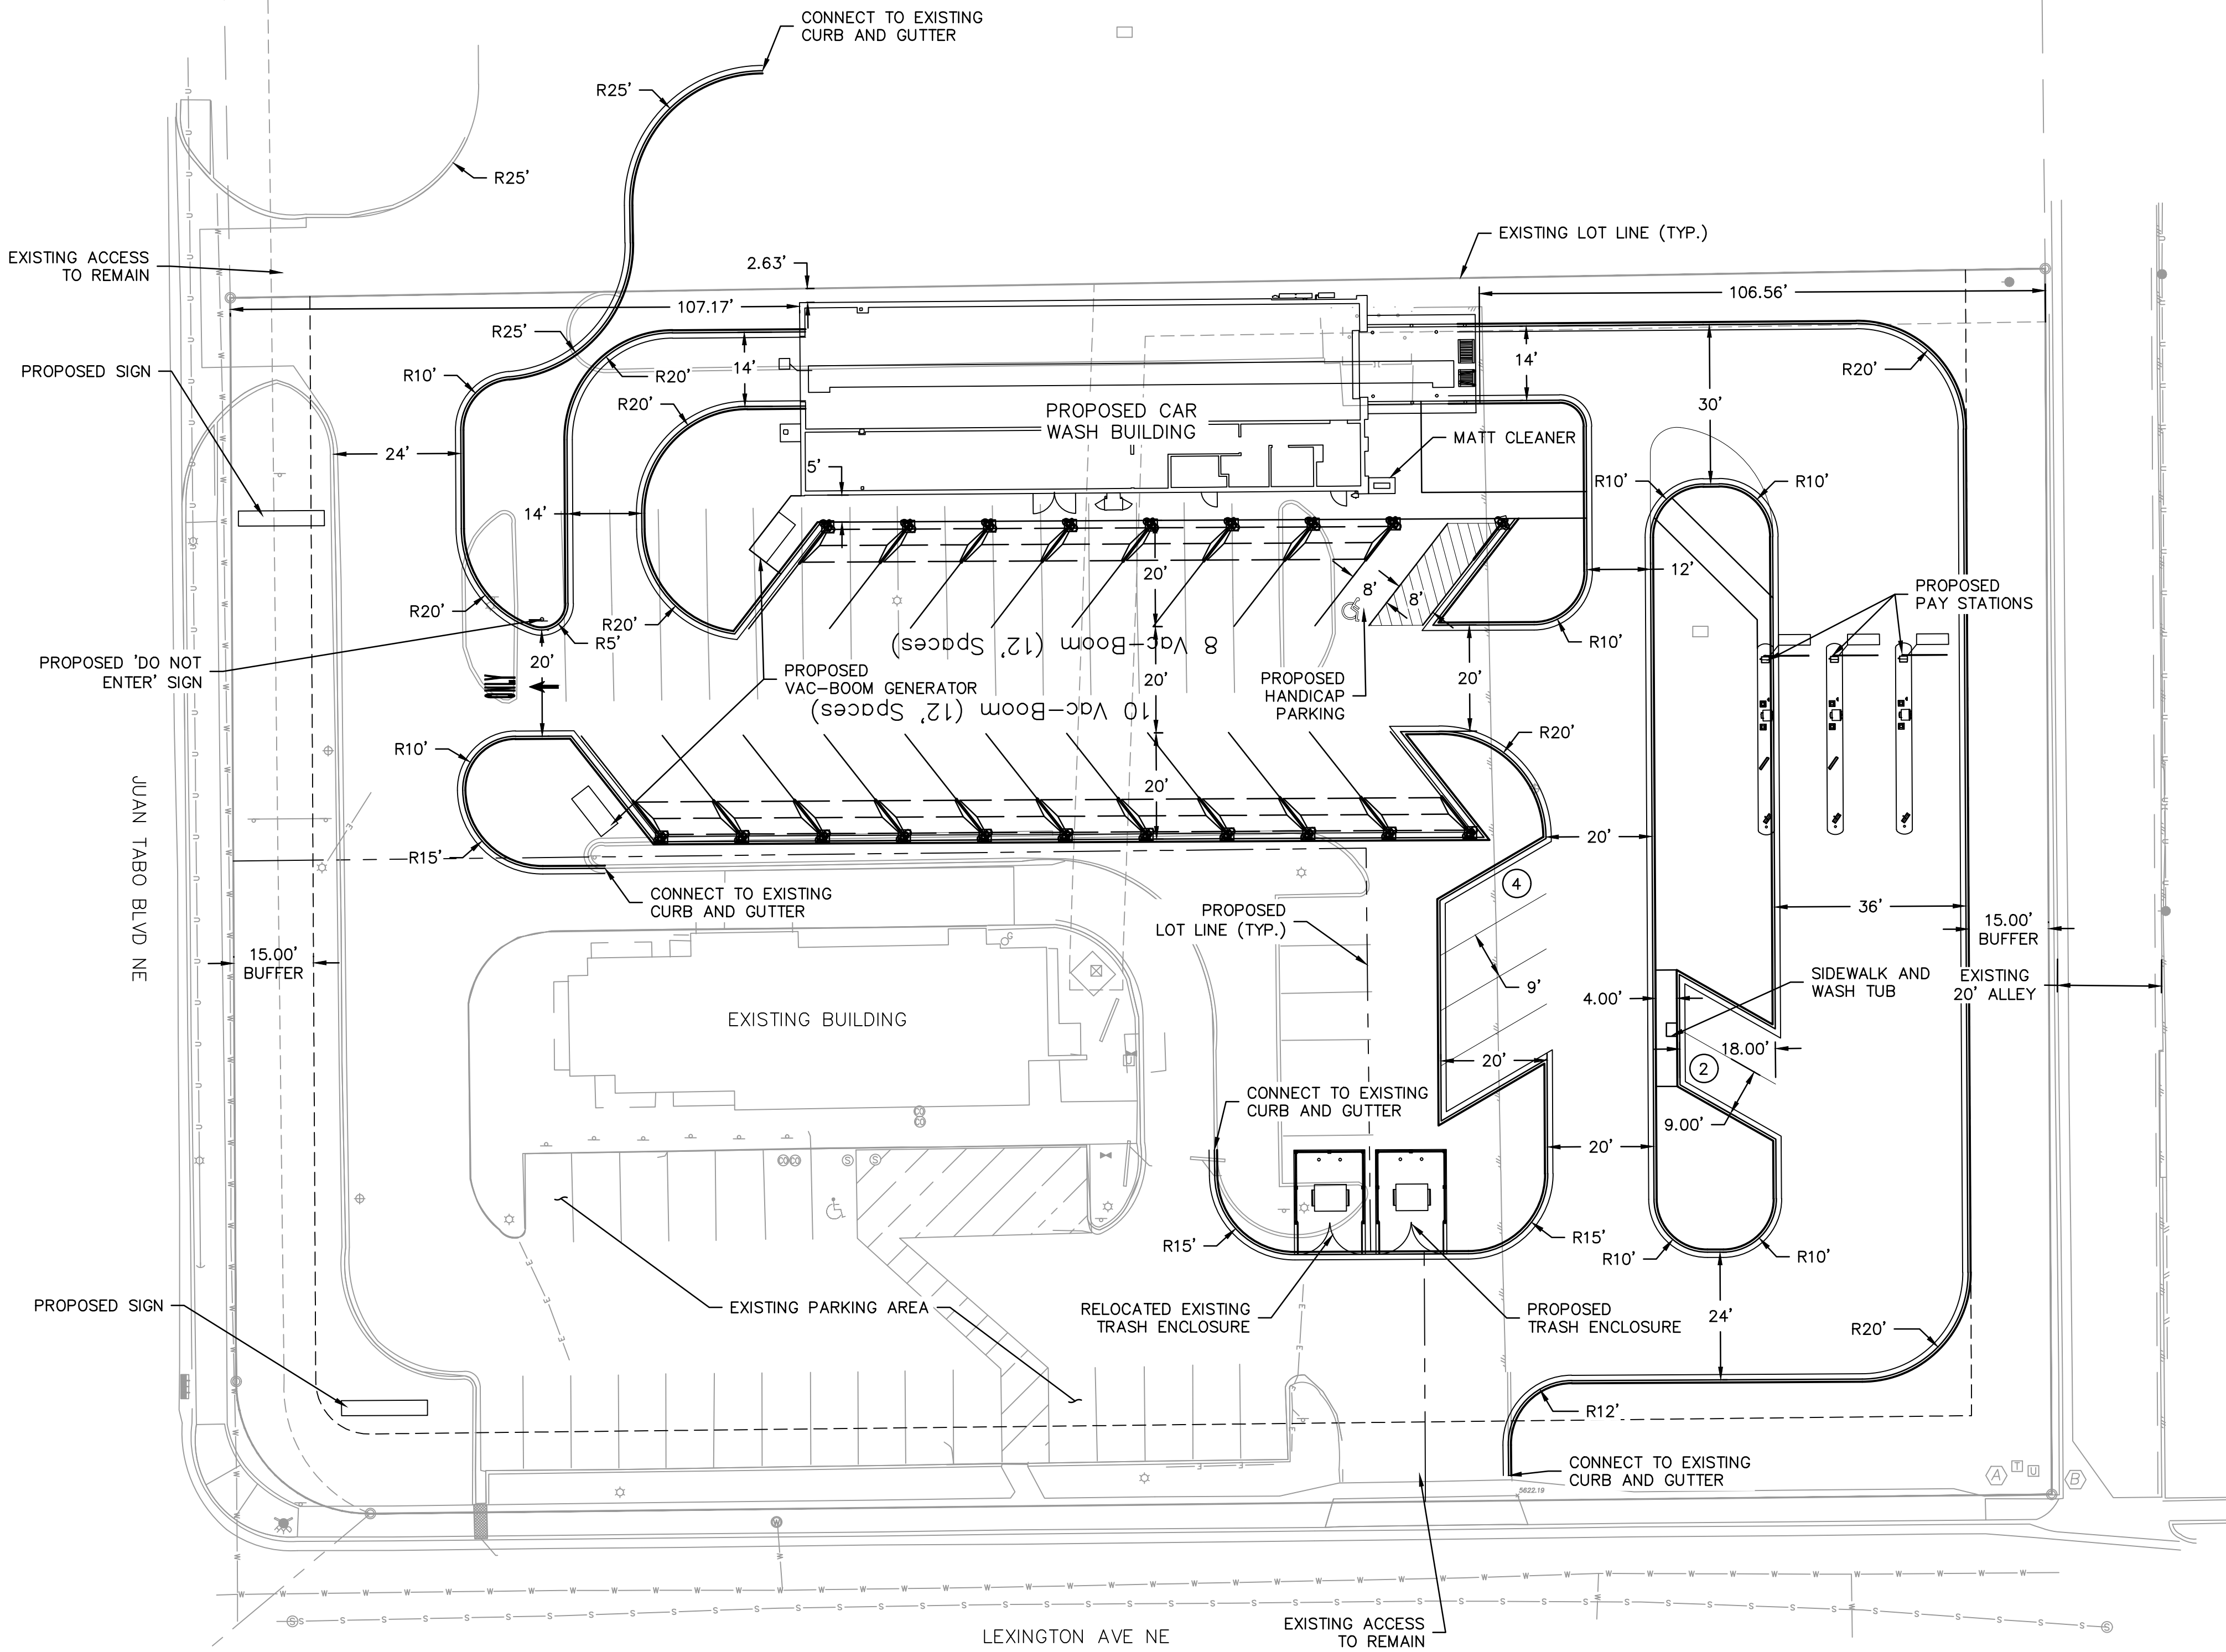 CONNECT TO EXISTING
CURB AND GUTTER
R25'
R25'
EXISTING LOT LINE (TYP.)
EXISTING ACCESS
TO REMAIN
2.63'
107.17'
106.56'
R25'
R10'
R20'
14'
14'
R20'
PROPOSED SIGN
R20'
30'
PROPOSED CAR
WASH BUILDING
MATT CLEANER
24'
5'
R10'
R10'
14'
12'
20'
8'
8'
PROPOSED
PAY STATIONS
R20'
R20'
R5'
R10'
8 Vac-Boom (12' Spaces)
PROPOSED 'DO NOT
ENTER' SIGN
20'
PROPOSED
VAC-BOOM GENERATOR
20'
PROPOSED
HANDICAP
PARKING
20'
10 Vac-Boom (12' Spaces)
R10'
R20'
20'
20'
R15'
JUAN TABO BLVD NE
CONNECT TO EXISTING
CURB AND GUTTER
4
PROPOSED
LOT LINE (TYP.)
36'
15.00'
BUFFER
15.00'
BUFFER
G
9'
SIDEWALK AND
WASH TUB
EXISTING
20' ALLEY
4.00'
EXISTING BUILDING
18.00'
20'
2
CONNECT TO EXISTING
CURB AND GUTTER
9.00'
20'
R15'
R15'
R10'
R10'
PROPOSED SIGN
EXISTING PARKING AREA
RELOCATED EXISTING
TRASH ENCLOSURE
PROPOSED
TRASH ENCLOSURE
24'
R20'
R12'
CONNECT TO EXISTING
CURB AND GUTTER
A
T
U
B
5622.19
LEXINGTON AVE NE
EXISTING ACCESS
TO REMAIN